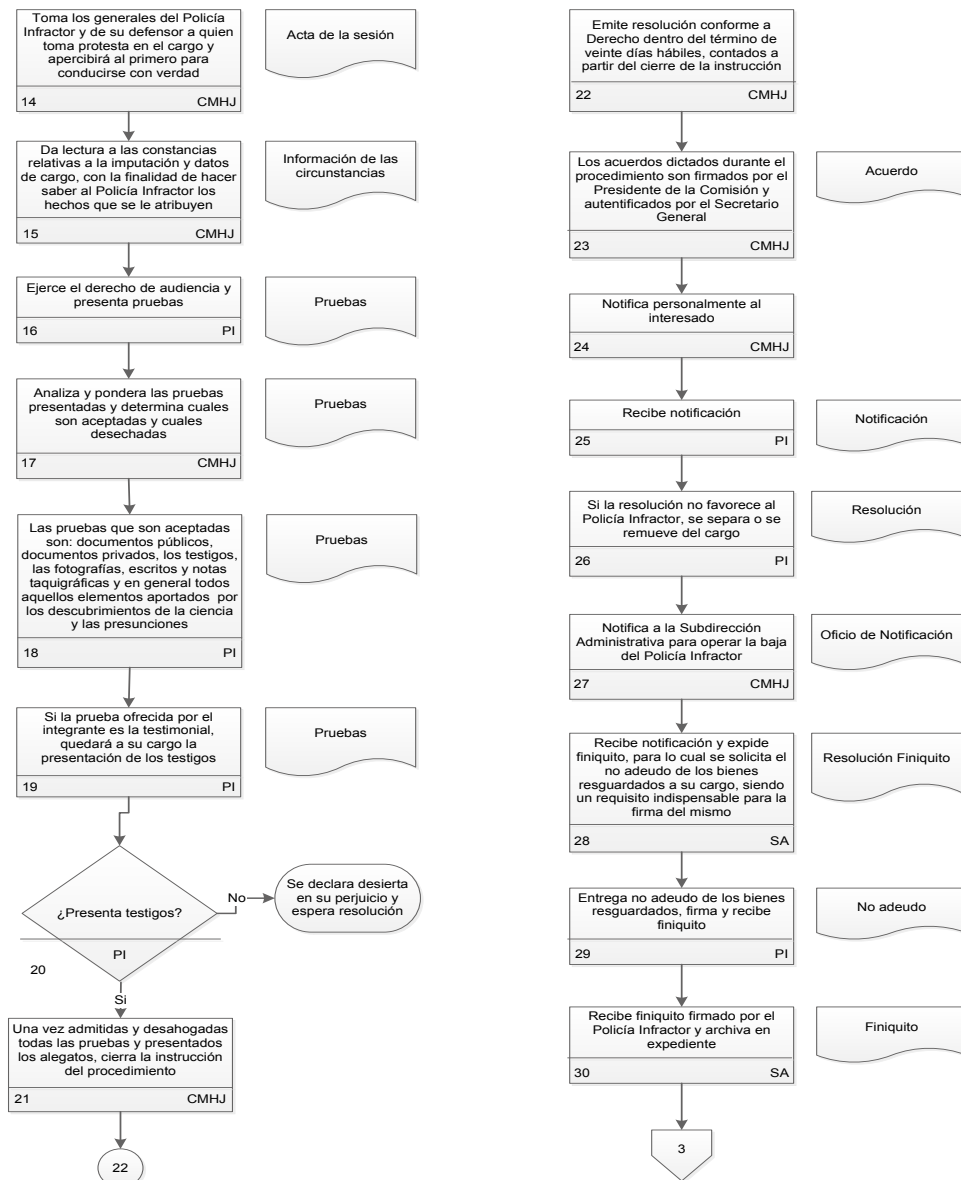 Toma los generales del Policía
Infractor y de su defensor a quien
toma protesta en el cargo y
apercibirá al primero para
conducirse con verdad
14 CMHJ
Acta de la sesión
Da lectura a las constancias
relativas a la imputación y datos
de cargo, con la finalidad de hacer
saber al Policía Infractor los
hechos que se le atribuyen
15 CMHJ
Información de las
circunstancias
Ejerce el derecho de audiencia y
presenta pruebas
16 PI
Pruebas
Analiza y pondera las pruebas
presentadas y determina cuales
son aceptadas y cuales
desechadas
17 CMHJ
Pruebas
Las pruebas que son aceptadas
son: documentos públicos,
documentos privados, los testigos,
las fotografías, escritos y notas
taquigráficas y en general todos
aquellos elementos aportados por
los descubrimientos de la ciencia
y las presunciones
18 PI
Pruebas
Si la prueba ofrecida por el
integrante es la testimonial,
quedará a su cargo la
presentación de los testigos
19 PI
Pruebas
¿Presenta testigos?
PI
20
No
Se declara desierta
en su perjuicio y
espera resolución
Si
Una vez admitidas y desahogadas
todas las pruebas y presentados
los alegatos, cierra la instrucción
del procedimiento
21 CMHJ
22
Emite resolución conforme a
Derecho dentro del término de
veinte días hábiles, contados a
partir del cierre de la instrucción
22 CMHJ
Los acuerdos dictados durante el
procedimiento son firmados por el
Presidente de la Comisión y
autentificados por el Secretario
General
23 CMHJ
Acuerdo
Notifica personalmente al
interesado
24 CMHJ
Recibe notificación
25 PI
Notificación
Si la resolución no favorece al
Policía Infractor, se separa o se
remueve del cargo
26 PI
Resolución
Notifica a la Subdirección
Administrativa para operar la baja
del Policía Infractor
27 CMHJ
Oficio de Notificación
Recibe notificación y expide
finiquito, para lo cual se solicita el
no adeudo de los bienes
resguardados a su cargo, siendo
un requisito indispensable para la
firma del mismo
28 SA
Resolución Finiquito
Entrega no adeudo de los bienes
resguardados, firma y recibe
finiquito
29 PI
No adeudo
Recibe finiquito firmado por el
Policía Infractor y archiva en
expediente
30 SA
Finiquito
3